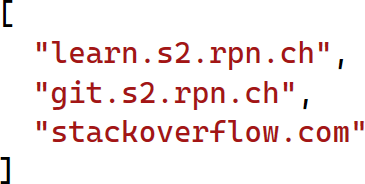 [
  "learn.s2.rpn.ch",
  "git.s2.rpn.ch",
  "stackoverflow.com"
]